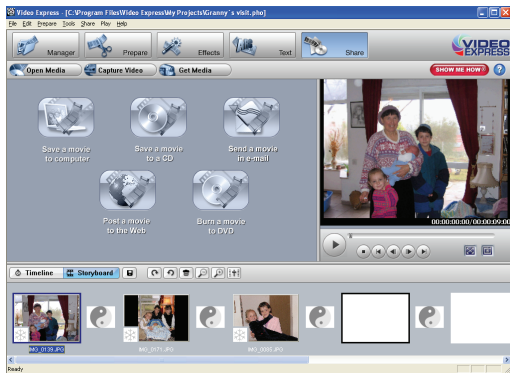 Video Express - [C:\Program Files\Video Express\My Projects\Granny`s visit.pho]
File Edit Prepare Tools Share Play Help
Manager Prepare Effects Text Share
VIDEO EXPRESS
Open Media Capture Video Get Media SHOW ME HOW ?
Save a movie to computer
Save a movie to a CD
Send a movie in e-mail
Post a movie to the Web
Burn a movie to DVD
00:00:00:00/00:00:09:00
Timeline Storyboard
IMG_0139.JPG IMG_0171.JPG IMG_0055.JPG
Ready